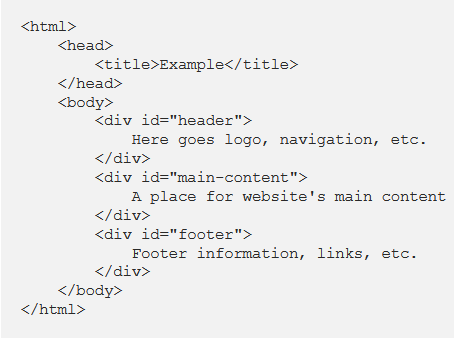 <html>
    <head>
        <title>Example</title>
    </head>
    <body>
        <div id="header">
            Here goes logo, navigation, etc.
        </div>
        <div id="main-content">
            A place for website's main content
        </div>
        <div id="footer">
            Footer information, links, etc.
        </div>
    </body>
</html>